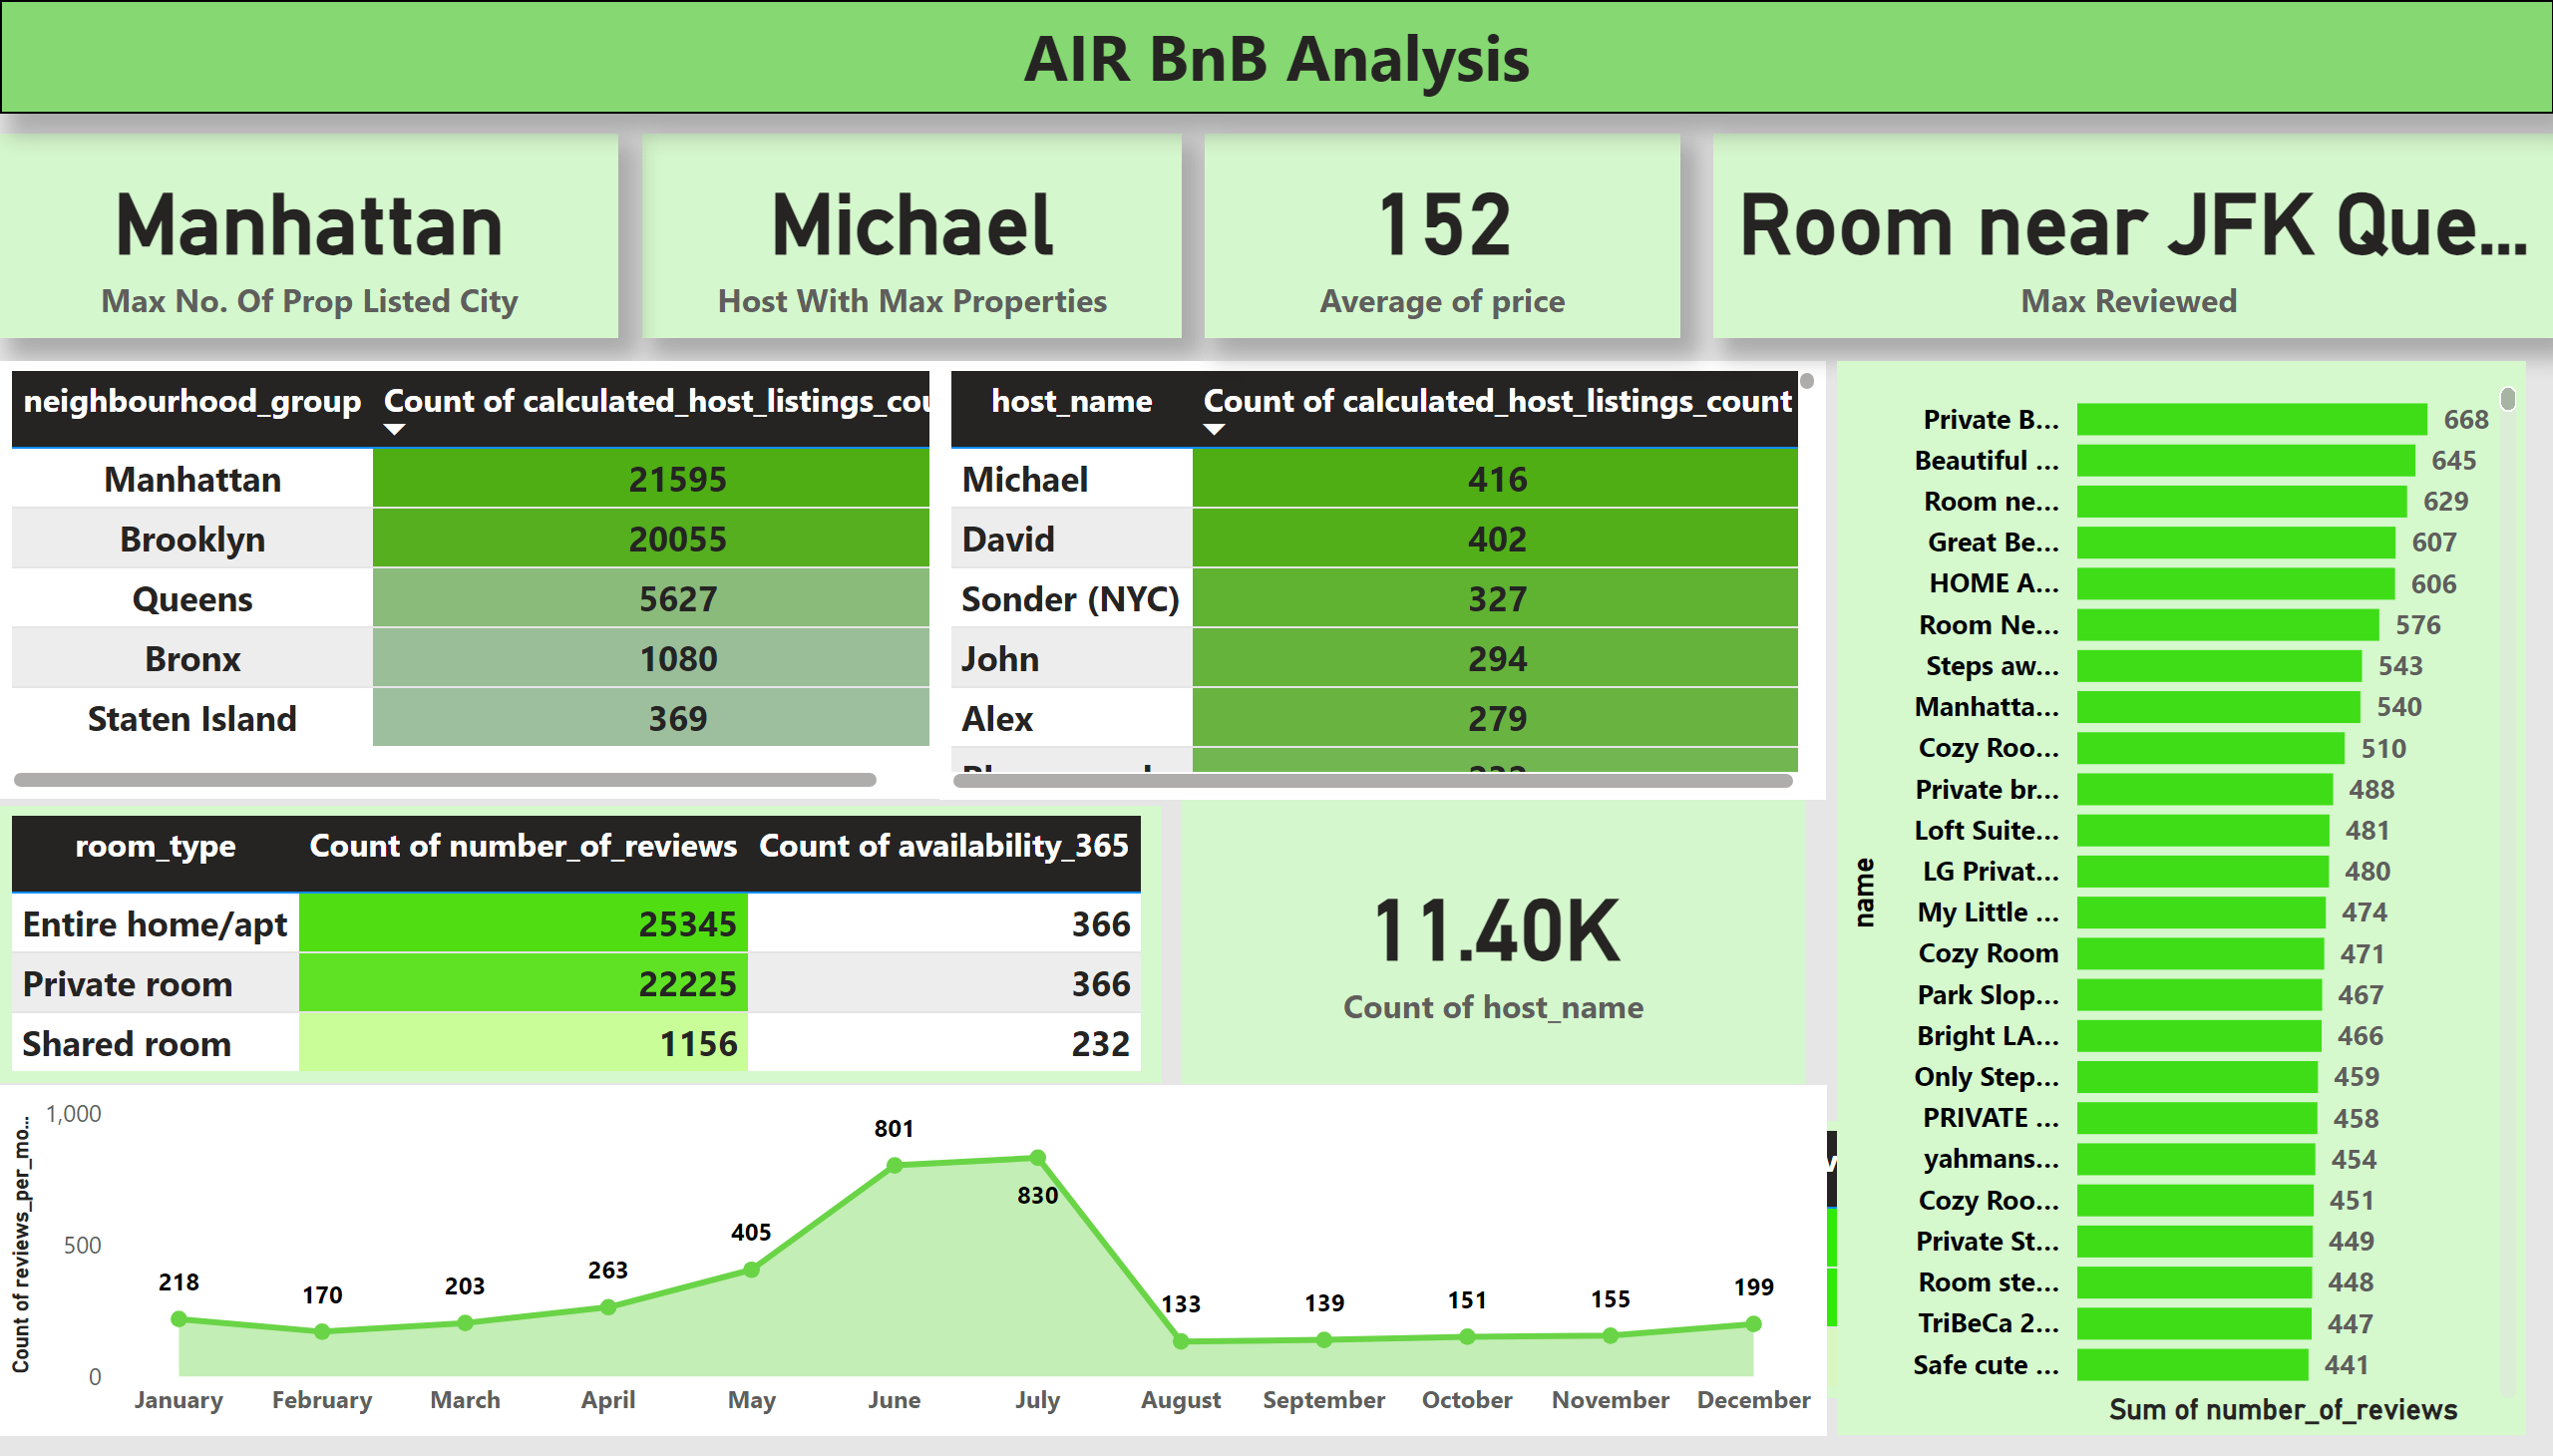 AIR BnB Analysis
Manhattan
Max No. Of Prop Listed City
Michael
Host With Max Properties
152
Average of price
Room near JFK Que...
Max Reviewed
neighbourhood_group Count of calculated_host_listings_cou
Manhattan 21595
Brooklyn 20055
Queens 5627
Bronx 1080
Staten Island 369
host_name Count of calculated_host_listings_count
Michael 416
David 402
Sonder (NYC) 327
John 294
Alex 279
room_type Count of number_of_reviews Count of availability_365
Entire home/apt 25345 366
Private room 22225 366
Shared room 1156 232
11.40K
Count of host_name
Count of reviews_per_mo...
1,000
500
0
218
170
203
263
405
801
830
133
139
151
155
199
January February March April May June July August September October November December
name
Private B... 668
Beautiful ... 645
Room ne... 629
Great Be... 607
HOME A... 606
Room Ne... 576
Steps aw... 543
Manhatta... 540
Cozy Roo... 510
Private br... 488
Loft Suite... 481
LG Privat... 480
My Little ... 474
Cozy Room 471
Park Slop... 467
Bright LA... 466
Only Step... 459
PRIVATE ... 458
yahmans... 454
Cozy Roo... 451
Private St... 449
Room ste... 448
TriBeCa 2... 447
Safe cute ... 441
Sum of number_of_reviews